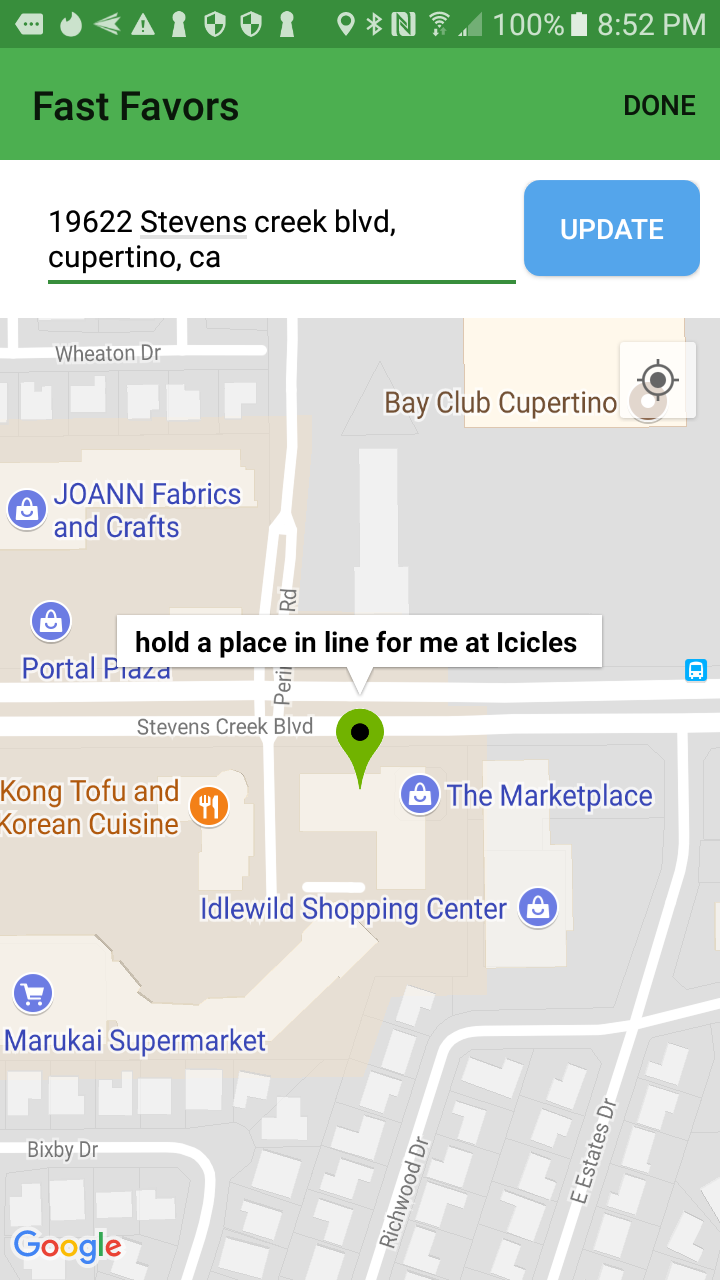 100% 8:52 PM
Fast Favors
DONE
19622 Stevens creek blvd,
cupertino, ca
UPDATE
Wheaton Dr
Bay Club Cupertino
JOANN Fabrics
and Crafts
Rd
hold a place in line for me at Icicles
Portal Plaza
Stevens Creek Blvd
Kong Tofu and
Korean Cuisine
The Marketplace
Idlewild Shopping Center
Marukai Supermarket
Bixby Dr
Richwood Dr
E Estates Dr
Google